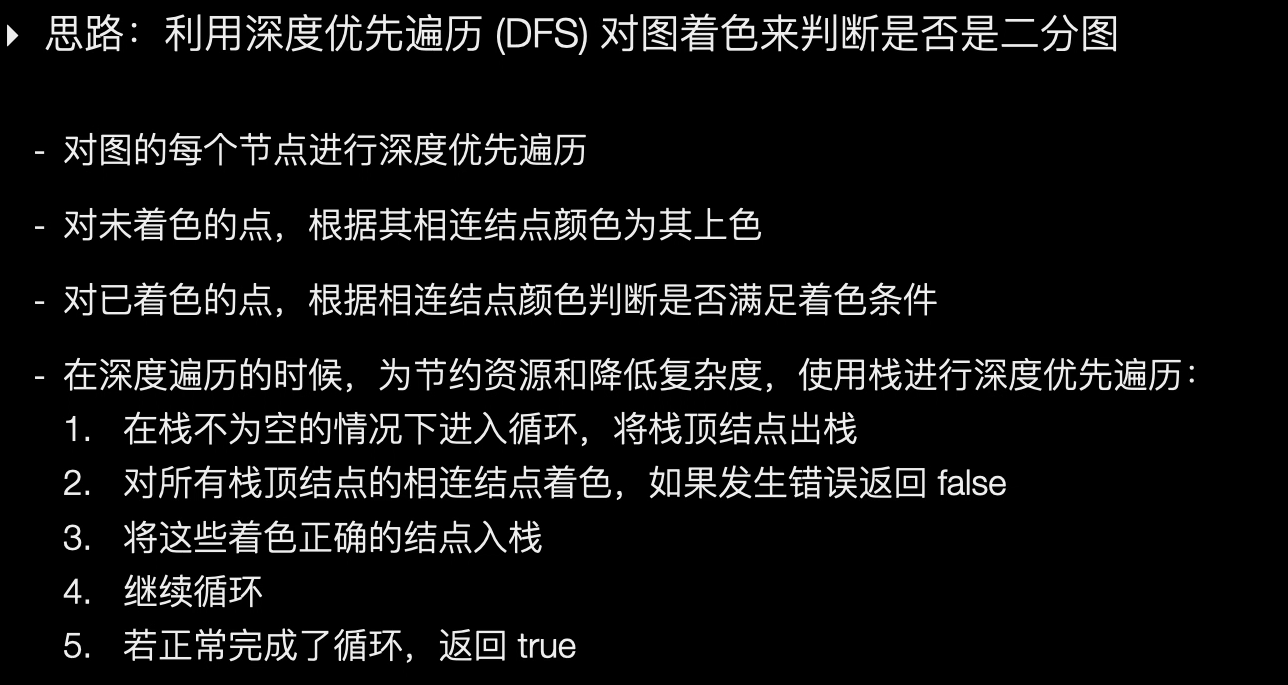 思路：利用深度优先遍历 (DFS) 对图着色来判断是否是二分图
- 对图的每个节点进行深度优先遍历
- 对未着色的点，根据其相连结点颜色为其上色
- 对已着色的点，根据相连结点颜色判断是否满足着色条件
- 在深度遍历的时候，为节约资源和降低复杂度，使用栈进行深度优先遍历：
1. 在栈不为空的情况下进入循环，将栈顶结点出栈
2. 对所有栈顶结点的相连结点着色，如果发生错误返回 false
3. 将这些着色正确的结点入栈
4. 继续循环
5. 若正常完成了循环，返回 true